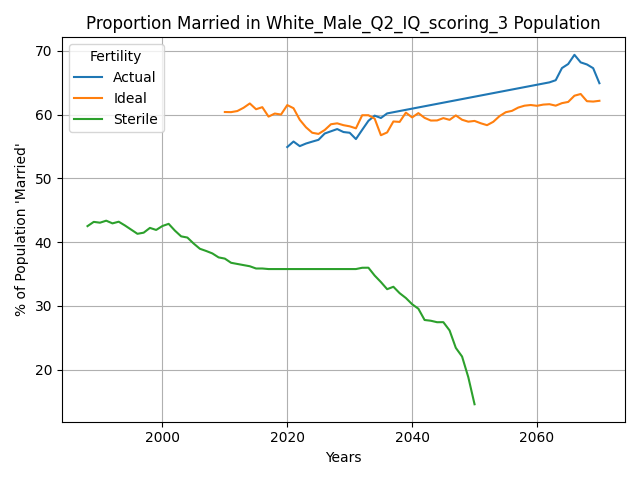 Proportion Married in White_Male_Q2_IQ_scoring_3 Population
% of Population 'Married'
Fertility
Actual
Ideal
Sterile
70
60
50
40
30
20
2000
2020
2040
2060
Years